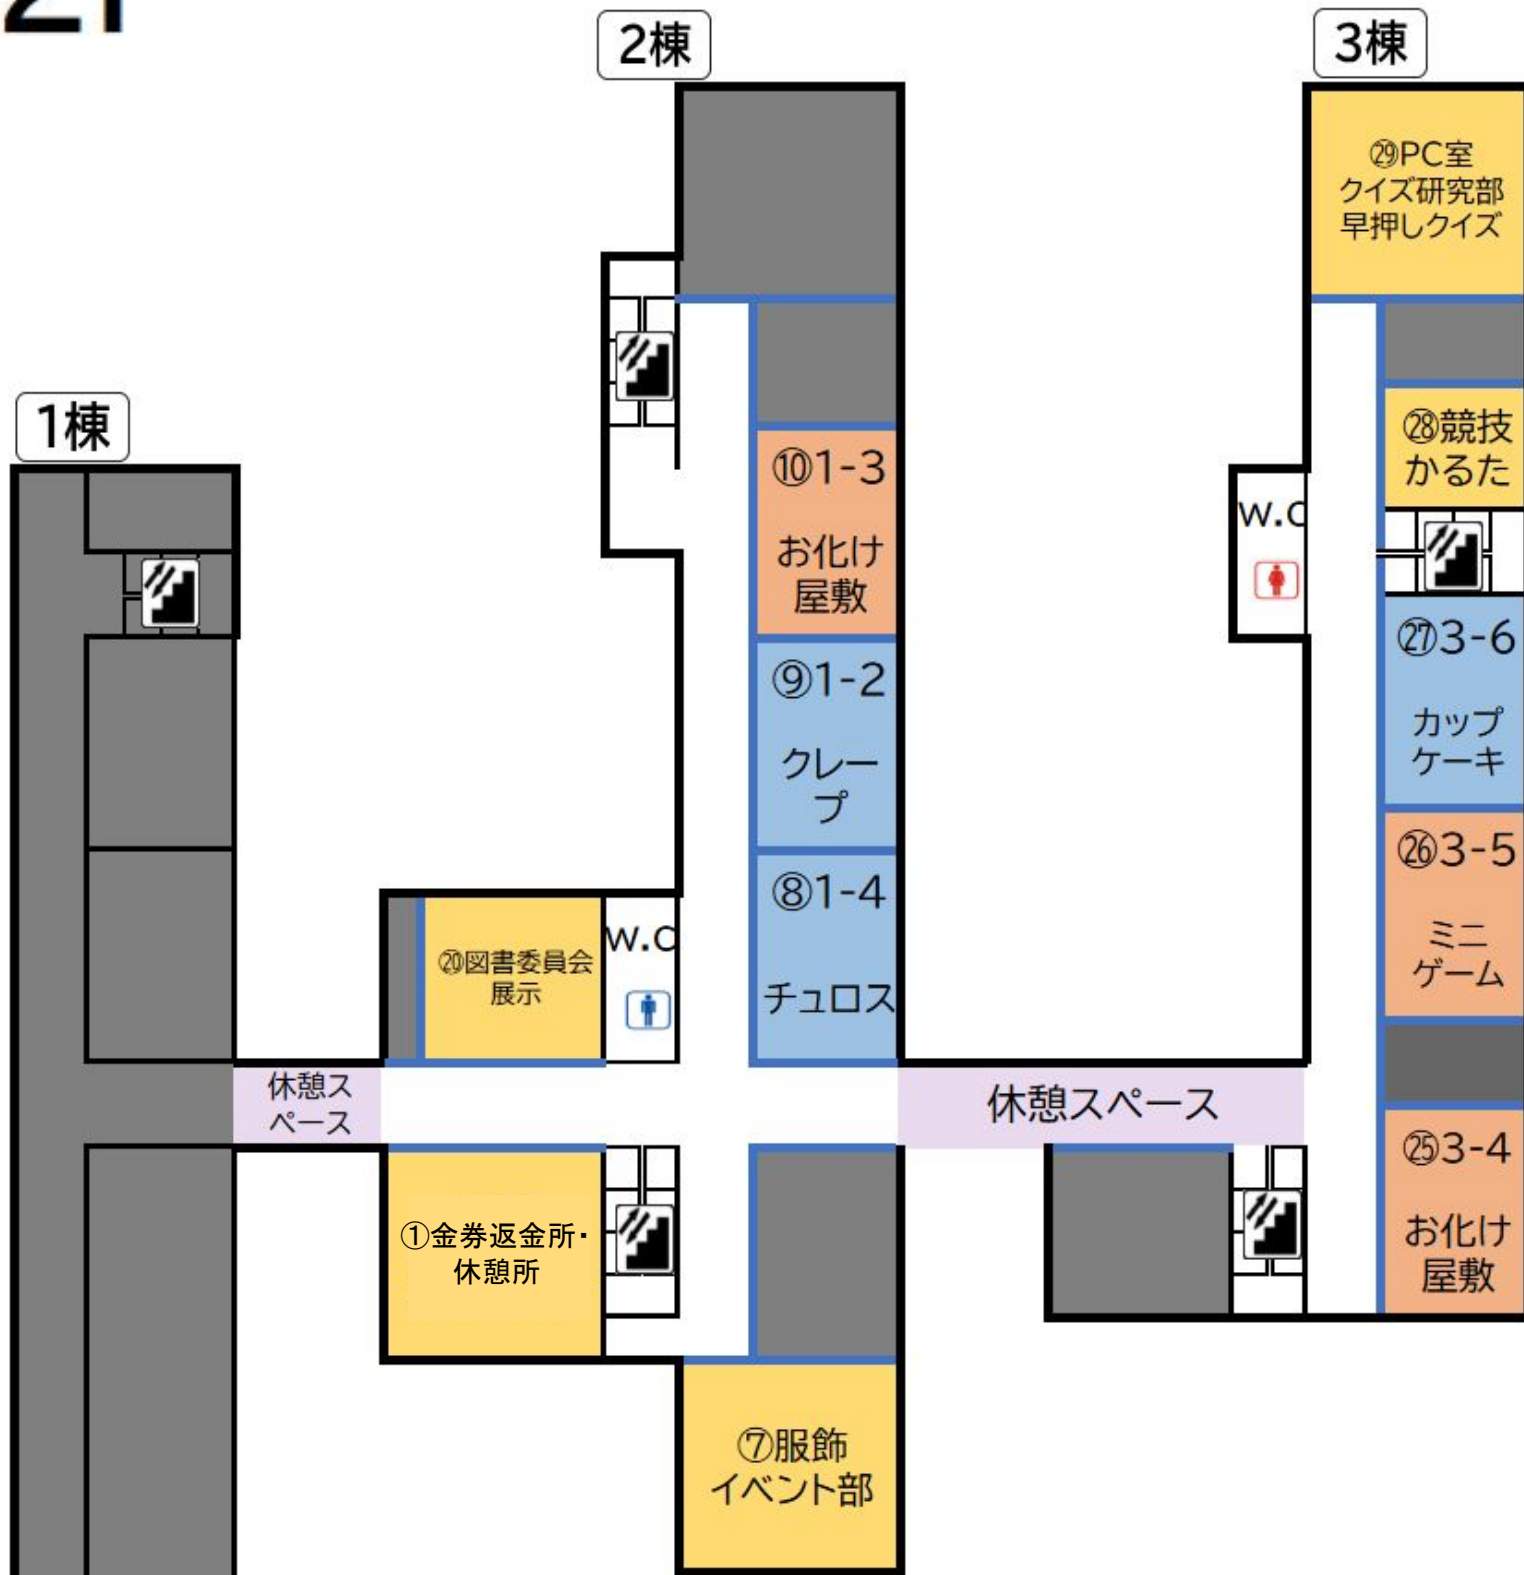 2棟
3棟
㉙PC室
クイズ研究部
早押しクイズ
1棟
㉘競技
かるた
⑩1-3
お化け
屋敷
w.c
㉗3-6
カップ
ケーキ
⑨1-2
クレー
プ
㉖3-5
ミニ
ゲーム
⑧1-4
チュロス
⑳図書委員会
展示
w.c
休憩ス
ペース
休憩スペース
㉕3-4
お化け
屋敷
①金券返金所・
休憩所
⑦服飾
イベント部